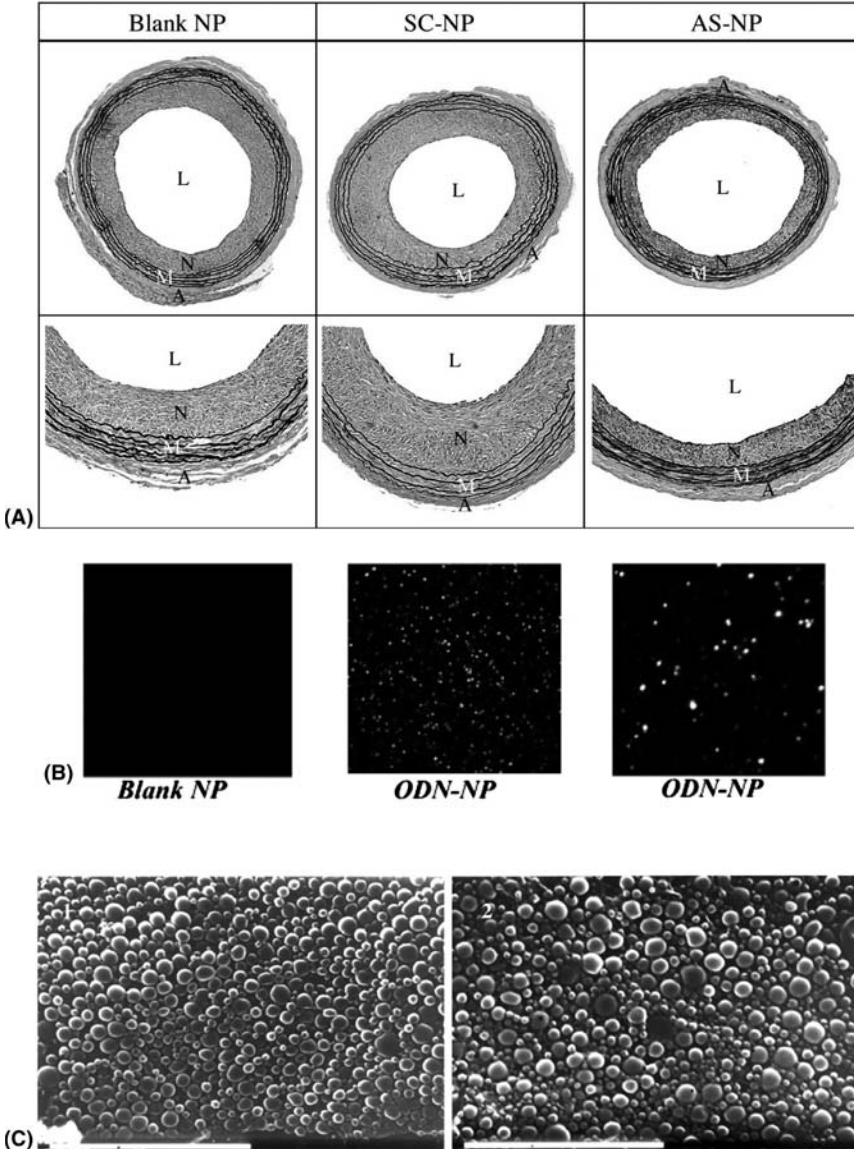 Blank NP SC-NP AS-NP
L L A L
N N N
M M A M
A
L L L
N N N
M M M
A A A
(A)
(B)
Blank NP ODN-NP ODN-NP
1 2
(C)